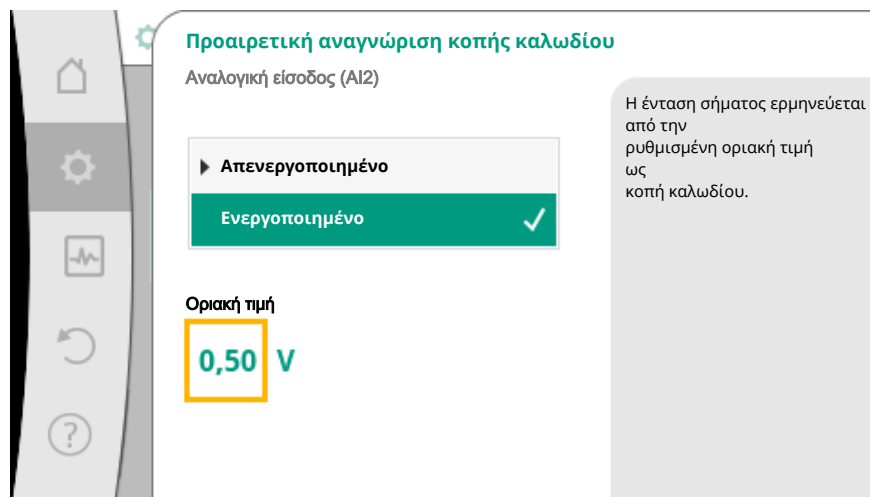 Προαιρετική αναγνώριση κοπής καλωδίου
Αναλογική είσοδος (AI2)
Απενεργοποιημένο
Ενεργοποιημένο
Οριακή τιμή
0,50 V
Η ένταση σήματος ερμηνεύεται
από την
ρυθμισμένη οριακή τιμή
ως
κοπή καλωδίου.
?